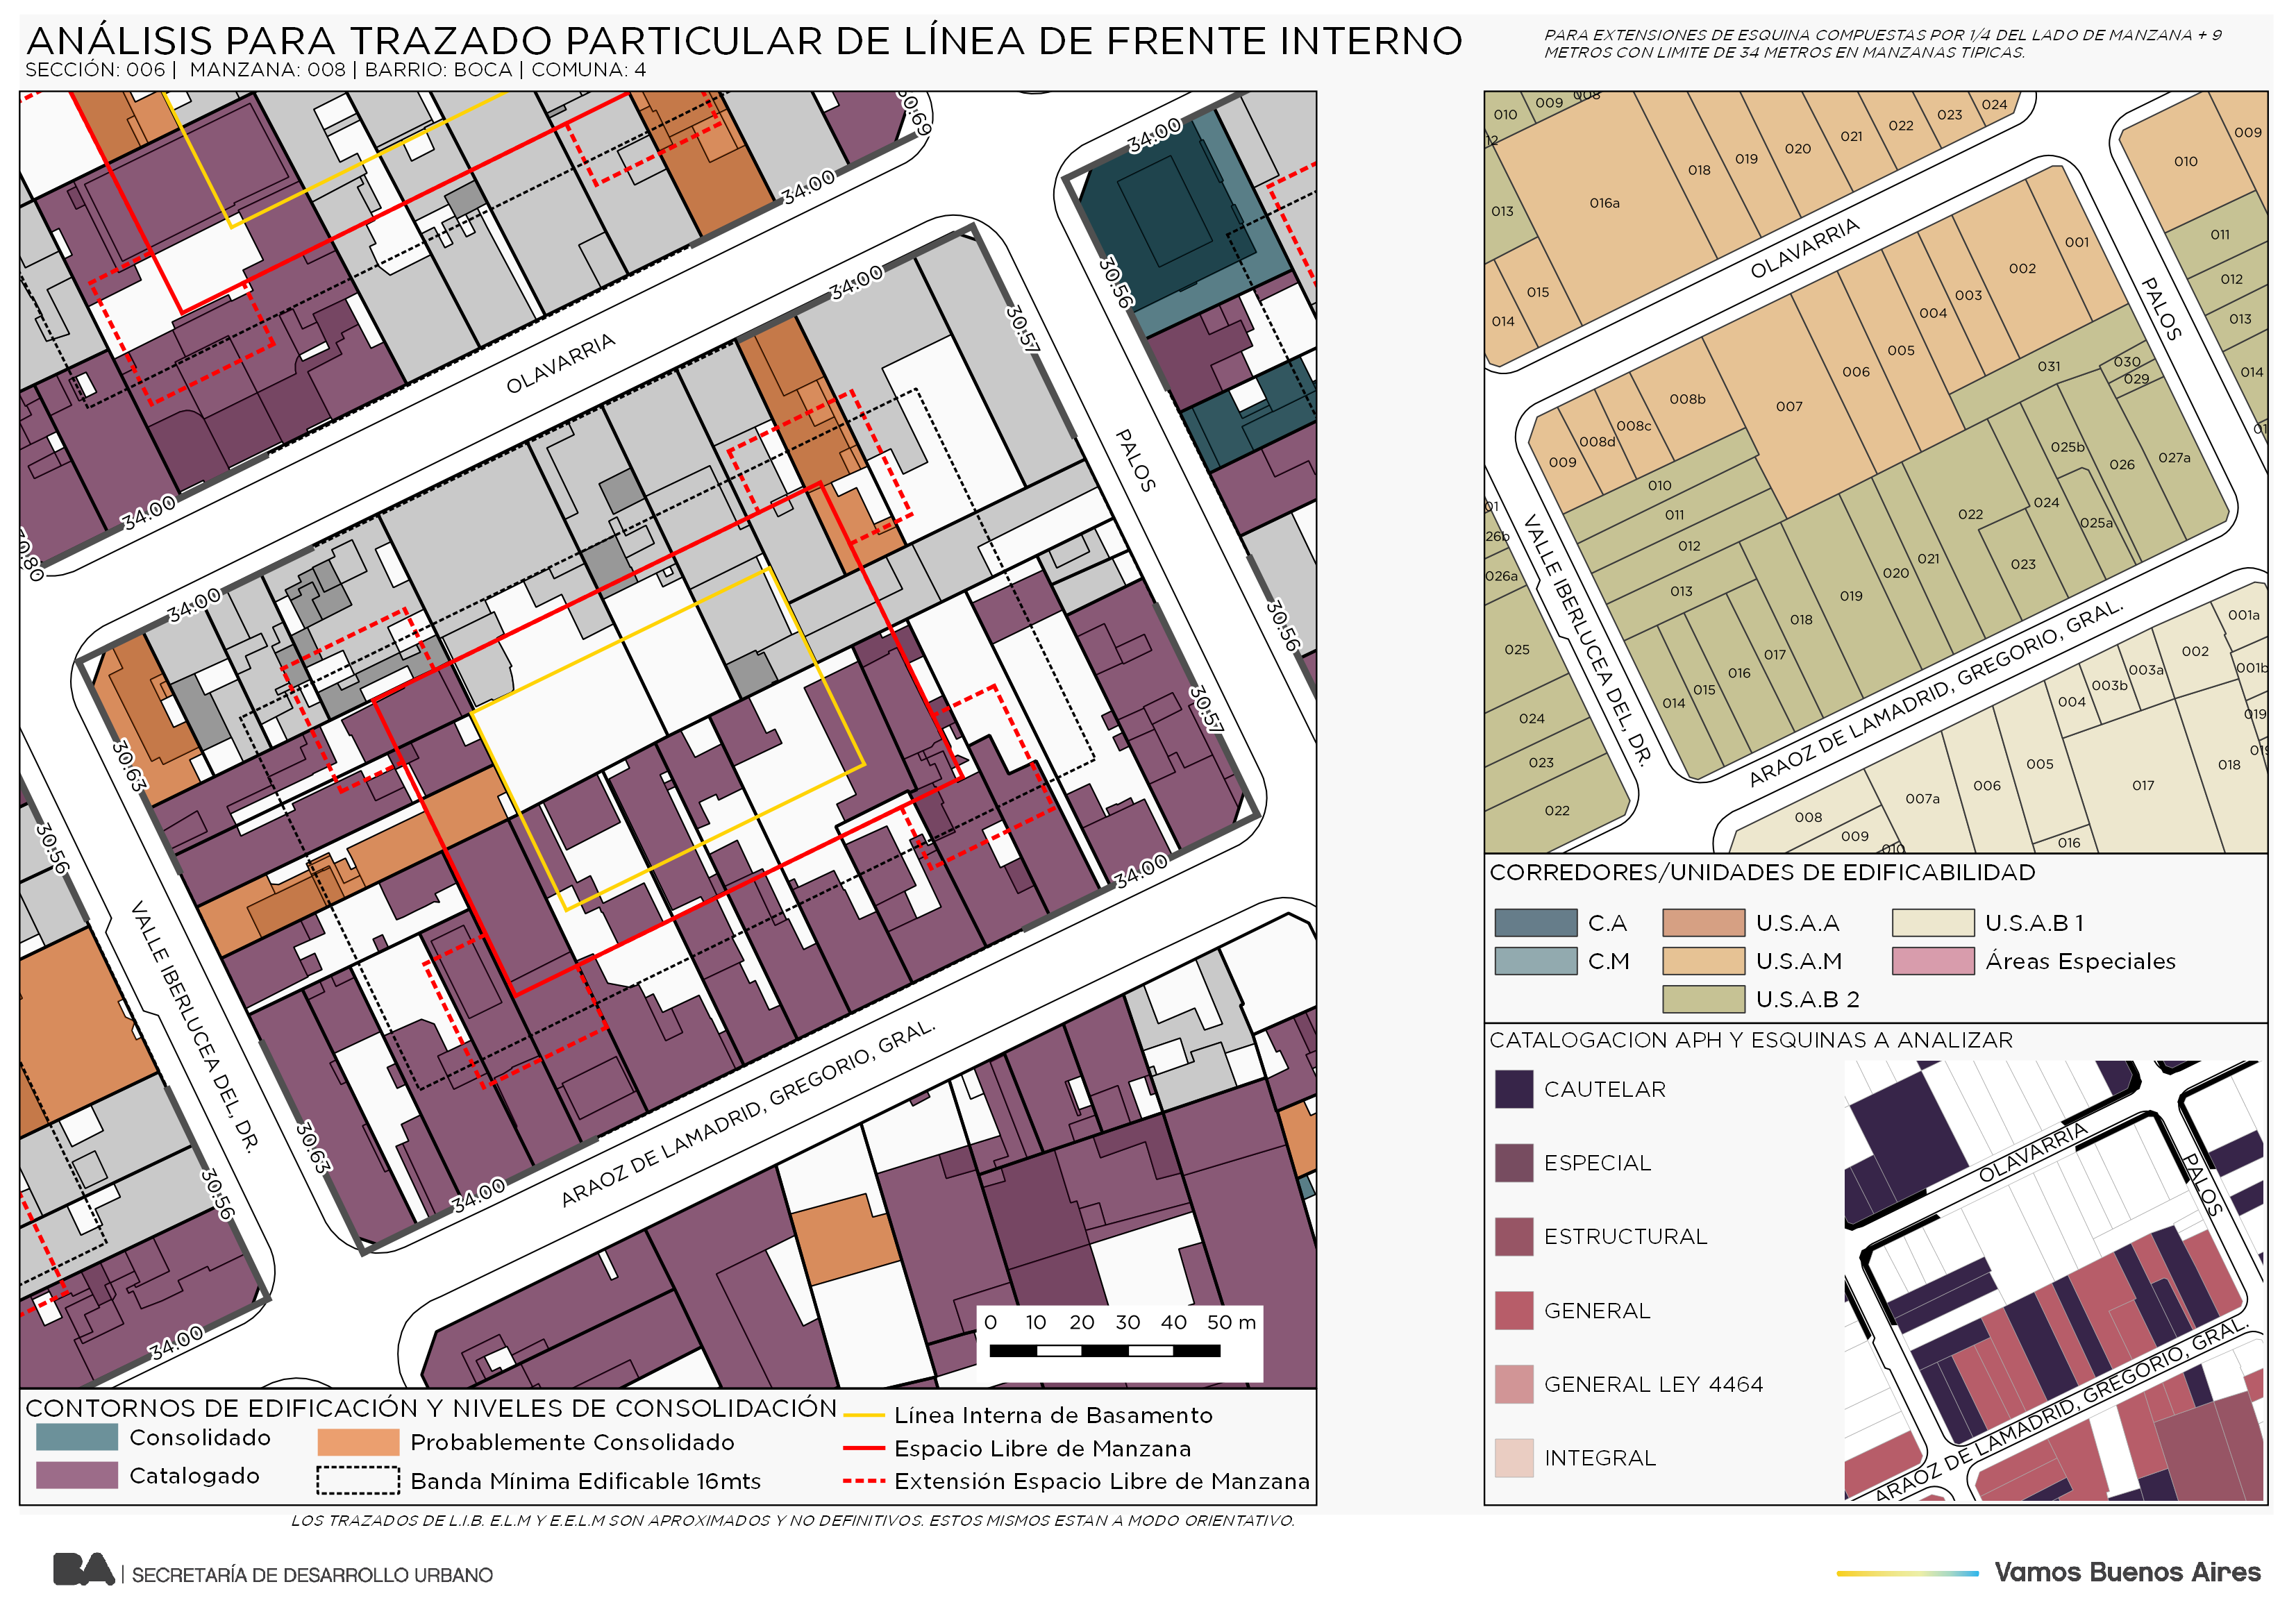 ANÁLISIS PARA TRAZADO PARTICULAR DE LÍNEA DE FRENTE INTERNO
SECCIÓN: 006 | MANZANA: 008 | BARRIO: BOCA | COMUNA: 4
PARA EXTENSIONES DE ESQUINA COMPUESTAS POR 1/4 DEL LADO DE MANZANA + 9
METROS CON LIMITE DE 34 METROS EN MANZANAS TIPICAS.
30.69
34.00
34.00
30.56
34.00
30.57
OLAVARRIA
34.00
30.80
PALOS
34.00
30.56
30.57
30.63
30.56
34.00
VALLE IBERLUCEA DEL, DR.
30.63
30.56
34.00
ARAOZ DE LAMADRID, GREGORIO, GRAL.
34.00
0 10 20 30 40 50 m
CONTORNOS DE EDIFICACIÓN Y NIVELES DE CONSOLIDACIÓN
Consolidado
Catalogado
Probablemente Consolidado
Banda Mínima Edificable 16mts
Línea Interna de Basamento
Espacio Libre de Manzana
Extensión Espacio Libre de Manzana
LOS TRAZADOS DE L.I.B. E.L.M Y E.E.L.M SON APROXIMADOS Y NO DEFINITIVOS. ESTOS MISMOS ESTAN A MODO ORIENTATIVO.
010 009 008
12
013
014 015
016a
018 019 020 021 022 023 024
OLAVARRIA
010 009
011
012
013
014
01
PALOS
001 002 003 004 005 006 007
008b 008c 008d 009
010
011
012
013
014 015 016 017 018 019 020 021 022 023 024
025a 025b 026 027a
029 030 031
01
26b
026a
025
024
023
022
VALLE IBERLUCEA DEL, DR.
ARAOZ DE LAMADRID, GREGORIO, GRAL.
001a
001b
002
003a
003b
004
005
006
007a
008
009
010
016
017
018
019
019
CORREDORES/UNIDADES DE EDIFICABILIDAD
C.A
C.M
U.S.A.A
U.S.A.M
U.S.A.B 2
U.S.A.B 1
Áreas Especiales
CATALOGACION APH Y ESQUINAS A ANALIZAR
CAUTELAR
ESPECIAL
ESTRUCTURAL
GENERAL
GENERAL LEY 4464
INTEGRAL
OLAVARRIA
PALOS
ARAOZ DE LAMADRID, GREGORIO, GRAL.
BA | SECRETARÍA DE DESARROLLO URBANO
Vamos Buenos Aires